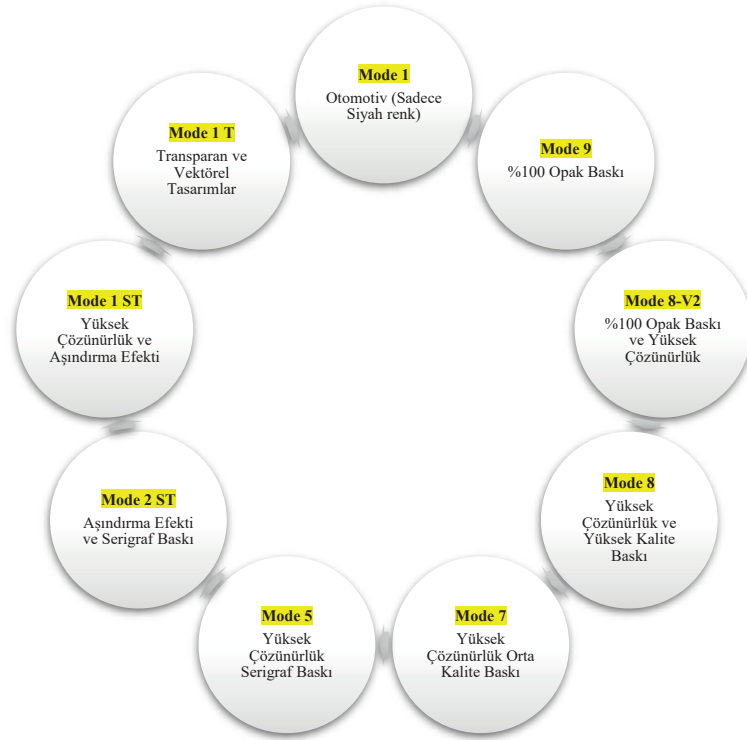 Mode 1
Otomotiv (Sadece
Siyah renk)
Mode 9
%100 Opak Baskı
Mode 8-V2
%100 Opak Baskı
ve Yüksek
Çözünürlük
Mode 8
Yüksek
Çözünürlük ve
Yüksek Kalite
Baskı
Mode 7
Yüksek
Çözünürlük Orta
Kalite Baskı
Mode 5
Yüksek
Çözünürlük
Serigraf Baskı
Mode 2 ST
Aşındırma Efekti
ve Serigraf Baskı
Mode 1 ST
Yüksek
Çözünürlük ve
Aşındırma Efekti
Mode 1 T
Transparan ve
Vektörel
Tasarımlar